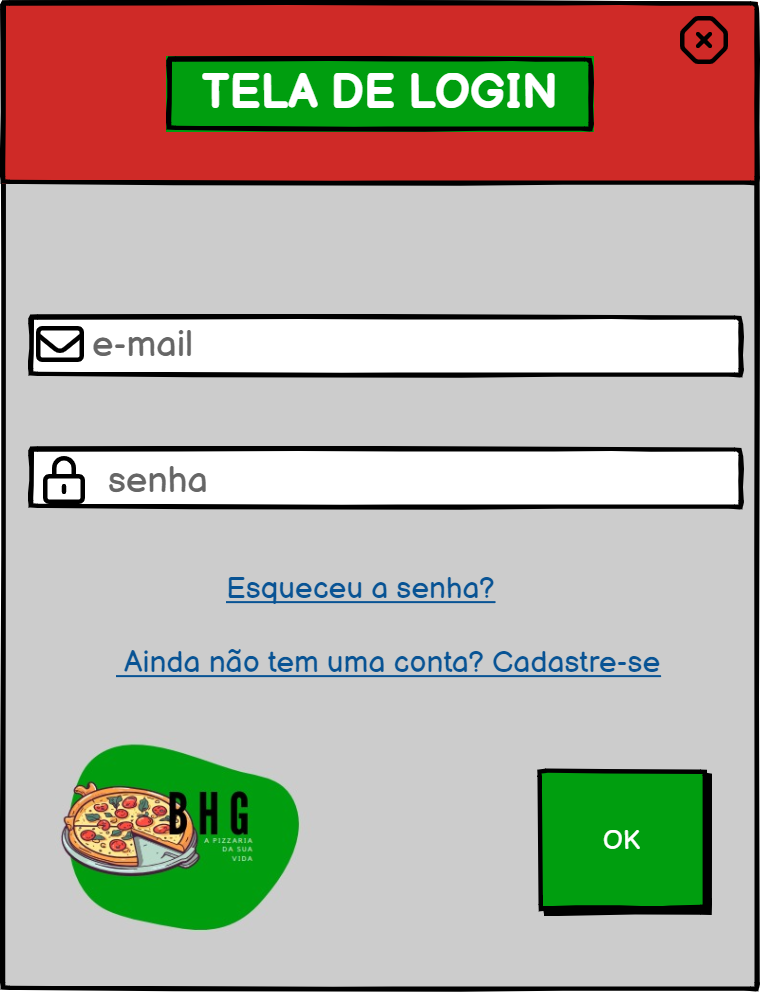 TELA DE LOGIN
e-mail
senha
Esqueceu a senha?
Ainda não tem uma conta? Cadastre-se
BHG
A PIZZARIA
DA SUA
VIDA
OK